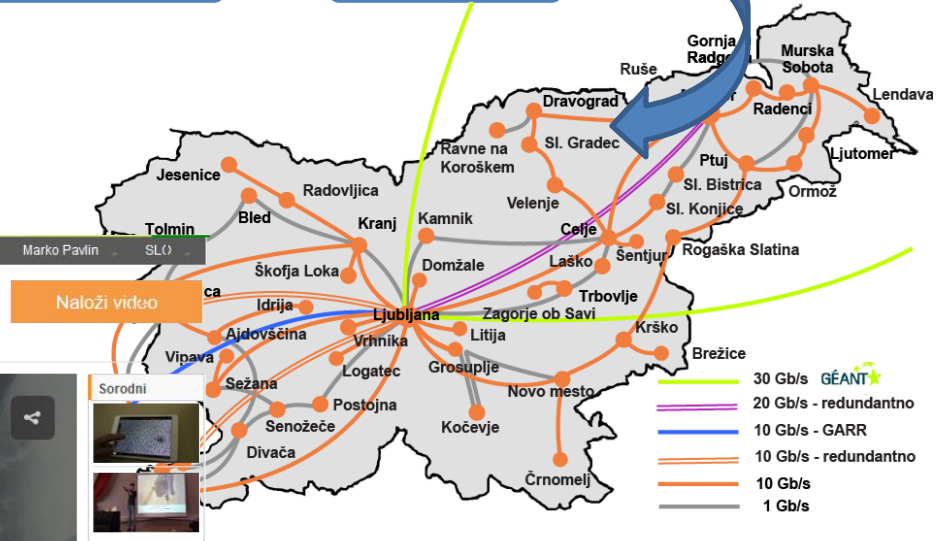 Gornja
Radgona
Murska
Sobota
Ruše
Lendava
Dravograd
Radenci
Ravne na
Koroškem
Sl. Gradec
Ljutomer
Jesenice
Ptuj
Radovljica
Sl. Bistrica
Ormož
Velenje
Bled
Sl. Konjice
Kranj
Kamnik
Tolmin
Celje
Marko Pavlin
SLO
Šentjur
Rogaška Slatina
Laško
Domžale
Škofja Loka
Naloži video
ca
Idrija
Trbovlje
Zagorje ob Savi
Ljubljana
Ajdovščina
Litija
Krško
Vrhnika
Vipava
Brežice
Logatec
Grosuplje
30 Gb/s GÉANT
Sorodni
Sežana
Novo mesto
Postojna
20 Gb/s - redundantno
Senožeče
Kočevje
10 Gb/s - GARR
Divača
10 Gb/s - redundantno
Črnomelj
10 Gb/s
1 Gb/s